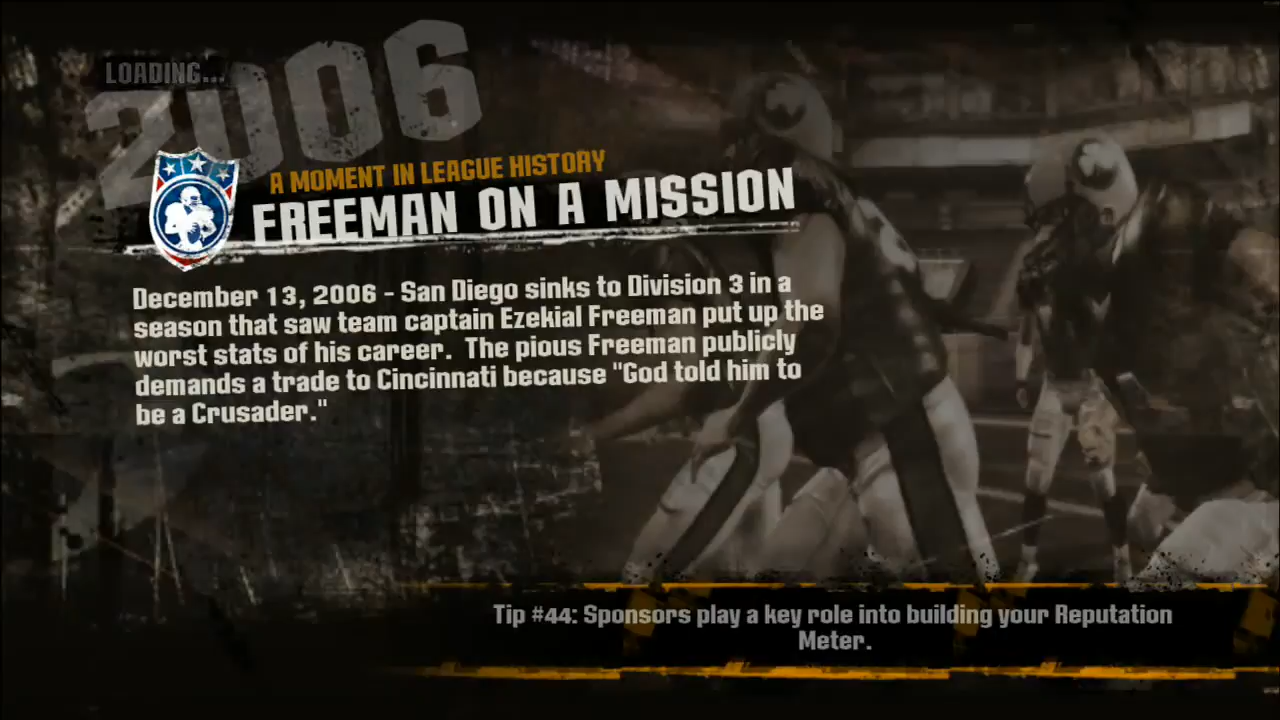 LOADING...
2006
A MOMENT IN LEAGUE HISTORY
FREEMAN ON A MISSION
December 13, 2006 - San Diego sinks to Division 3 in a
season that saw team captain Ezekial Freeman put up the
worst stats of his career.  The pious Freeman publicly
demands a trade to Cincinnati because "God told him to
be a Crusader."
Tip #44: Sponsors play a key role into building your Reputation
Meter.